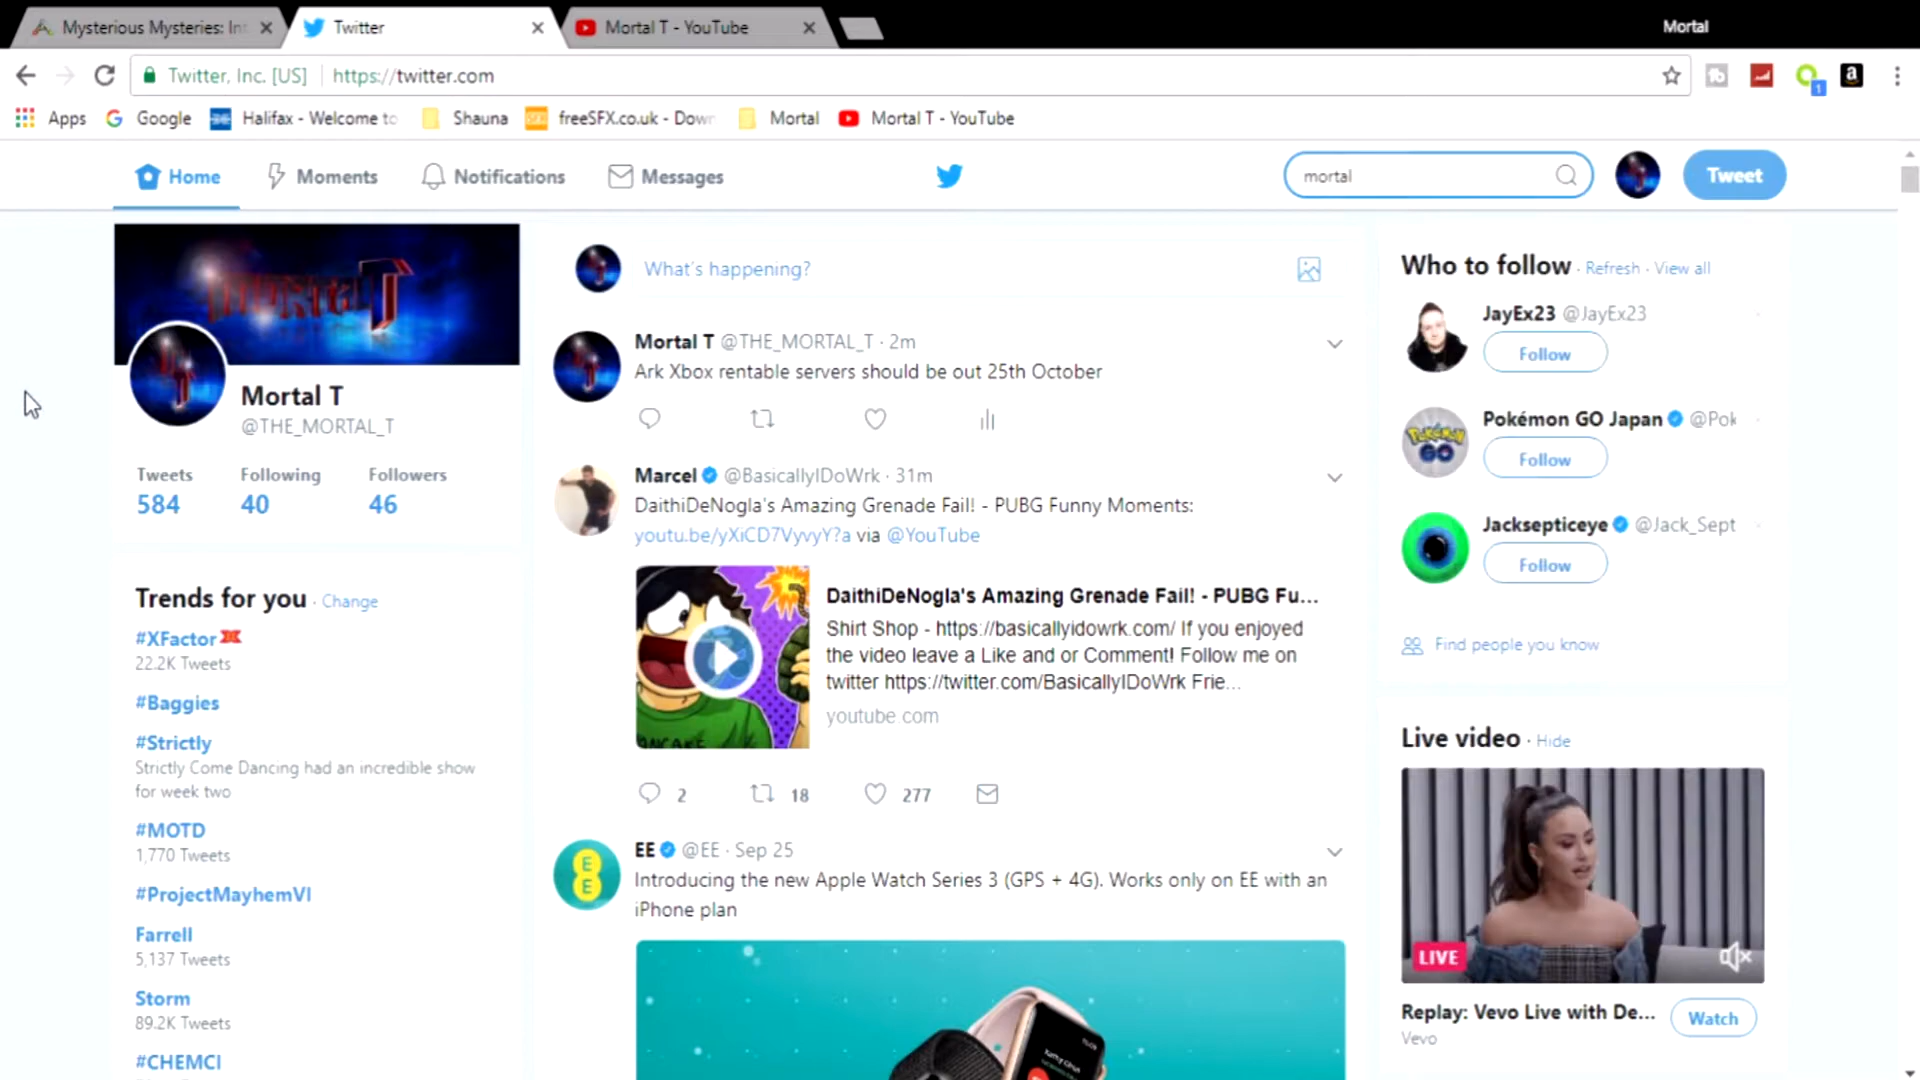 Mysterious Mysteries: Int
Twitter
Mortal T - YouTube
Mortal
Twitter, Inc. [US]
https://twitter.com
Apps
Google
Halifax - Welcome to
Shauna
freeSFX.co.uk - Down
Mortal
Mortal T - YouTube
Home
Moments
Notifications
Messages
mortal
Tweet
Mortal T
@THE_MORTAL_T
Tweets
Following
Followers
584
40
46
Trends for you · Change
#XFactor
22.2K Tweets
#Baggies
#Strictly
Strictly Come Dancing had an incredible show
for week two
#MOTD
1,770 Tweets
#ProjectMayhemVI
Farrell
5,137 Tweets
Storm
89.2K Tweets
#CHEMCI
What's happening?
Mortal T @THE_MORTAL_T · 2m
Ark Xbox rentable servers should be out 25th October
Marcel @BasicallyIDoWrk · 31m
DaithiDeNogla's Amazing Grenade Fail! - PUBG Funny Moments:
youtu.be/yXiCD7VyvyY?a via @YouTube
DaithiDeNogla's Amazing Grenade Fail! - PUBG Fu...
Shirt Shop - https://basicallyidowrk.com/ If you enjoyed
the video leave a Like and or Comment! Follow me on
twitter https://twitter.com/BasicallyIDoWrk Frie...
youtube.com
2
18
277
EE @EE · Sep 25
Introducing the new Apple Watch Series 3 (GPS + 4G). Works only on EE with an
iPhone plan
Who to follow · Refresh · View all
JayEx23 @JayEx23
Follow
Pokémon GO Japan @Pok
Follow
Jacksepticeye @Jack_Sept
Follow
Find people you know
Live video · Hide
LIVE
Replay: Vevo Live with De...
Vevo
Watch